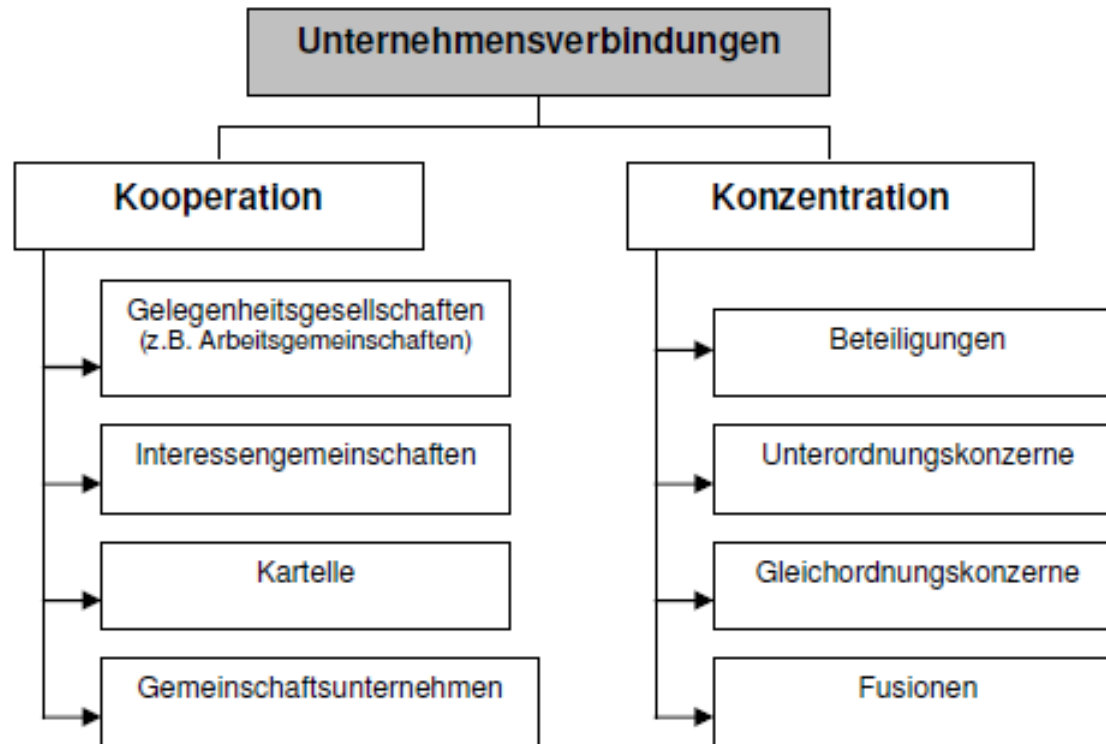 Unternehmensverbindungen
Kooperation
Gelegenheitsgesellschaften
(z.B. Arbeitsgemeinschaften)
Interessengemeinschaften
Kartelle
Gemeinschaftsunternehmen
Konzentration
Beteiligungen
Unterordnungskonzerne
Gleichordnungskonzerne
Fusionen